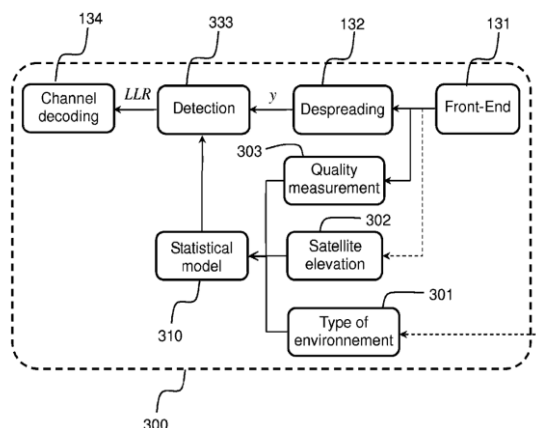 134
333
132
131
Channel
decoding
LLR
Detection
y
Despreading
Front-End
303
Quality
measurement
302
Statistical
model
Satellite
elevation
310
301
Type of
environnement
300